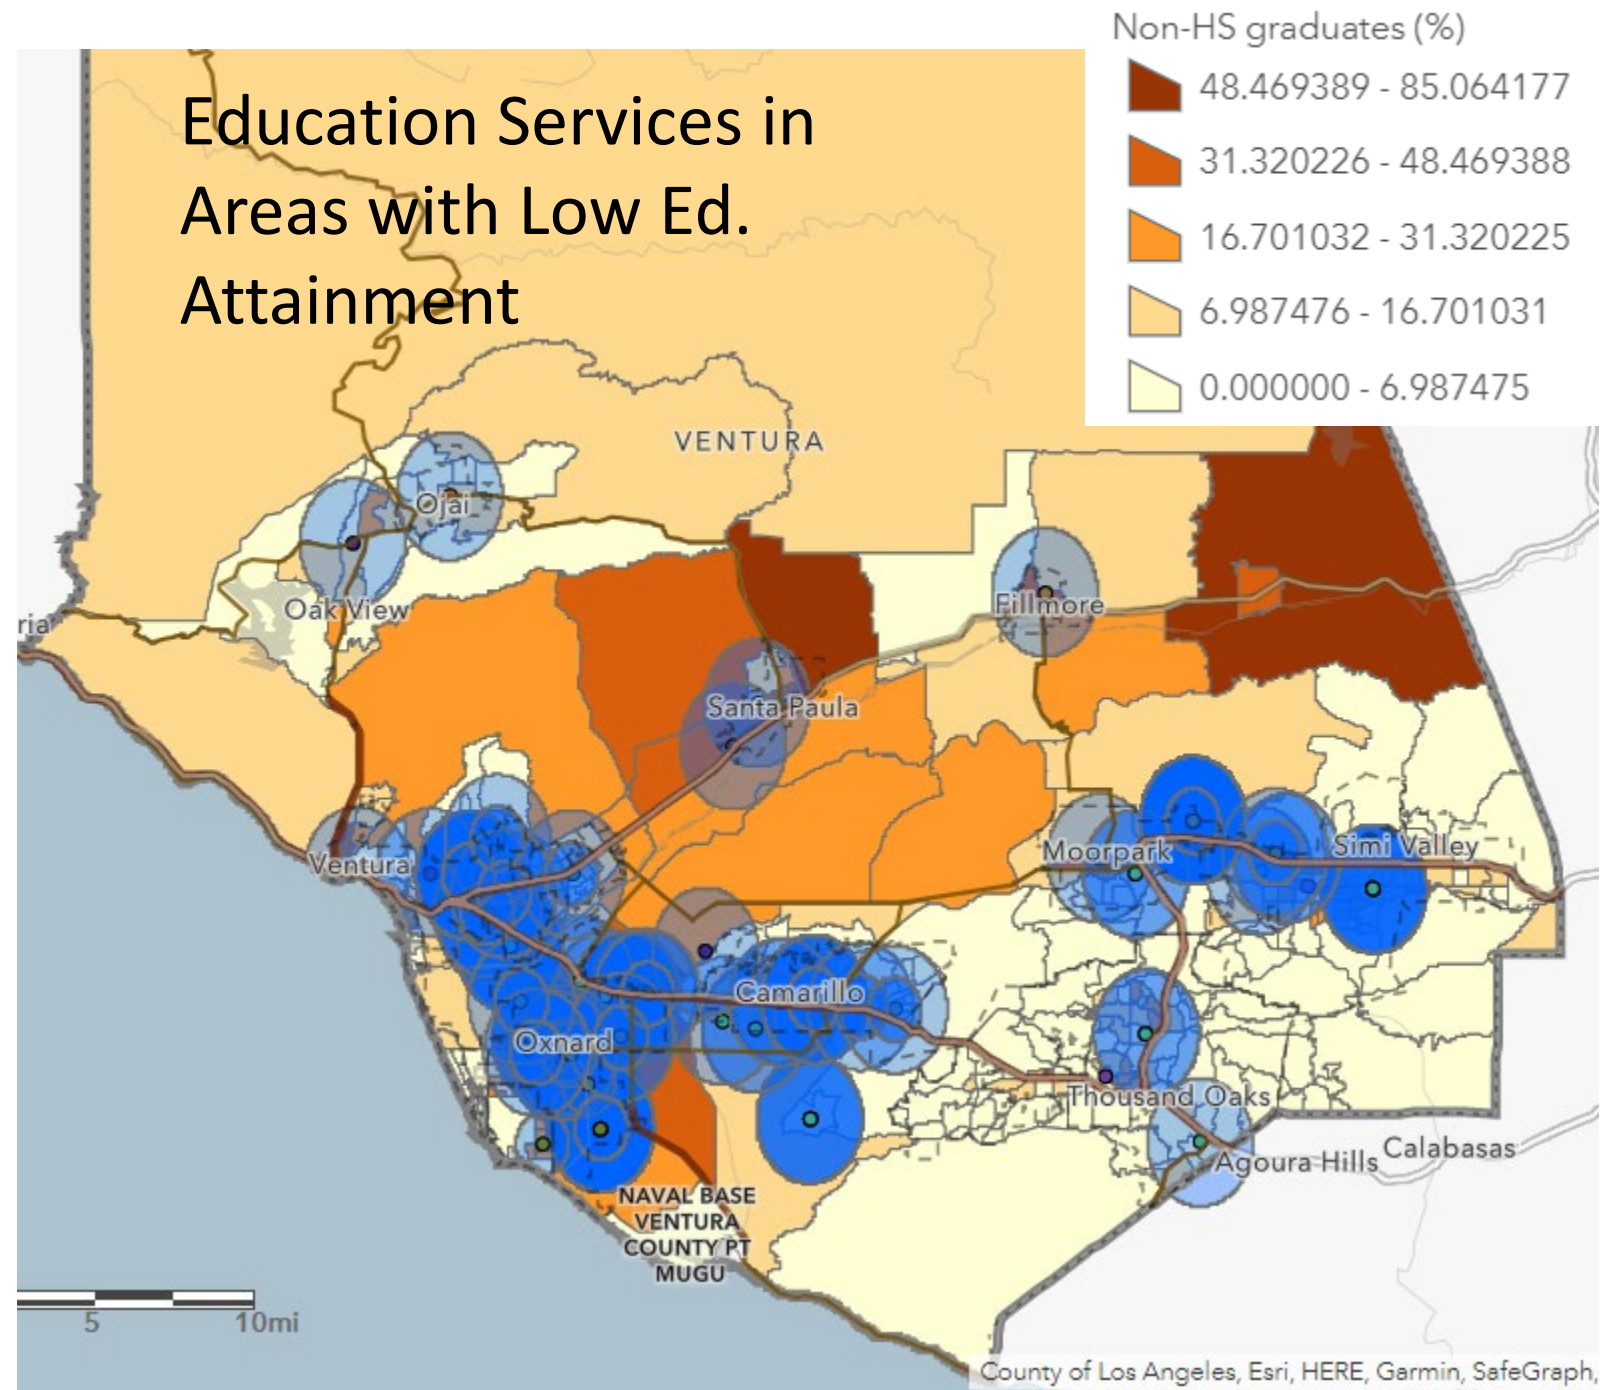 Education Services in
Areas with Low Ed.
Attainment
Non-HS graduates (%)
48.469389 - 85.064177
31.320226 - 48.469388
16.701032 - 31.320225
6.987476 - 16.701031
0.000000 - 6.987475
VENTURA
Ojai
Oak View
ria
Fillmore
Santa Paula
Ventura
Moorpark
Simi Valley
Camarillo
Oxnard
Thousand Oaks
Agoura Hills
Calabasas
NAVAL BASE
VENTURA
COUNTY PT
MUGU
5
10mi
County of Los Angeles, Esri, HERE, Garmin, SafeGraph,